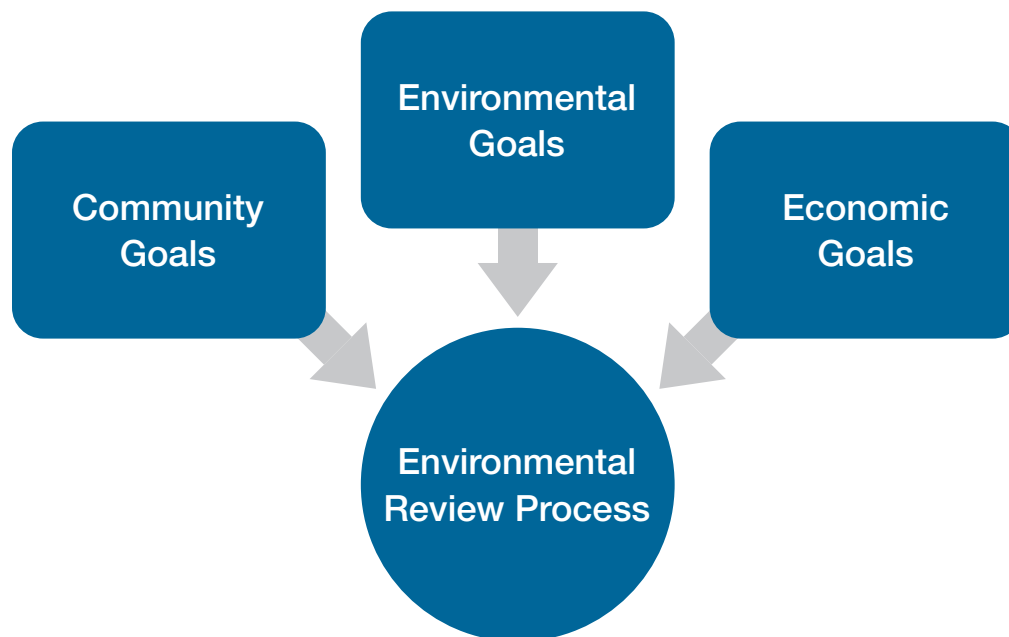 Environmental
Goals
Community
Goals
Economic
Goals
Environmental
Review Process